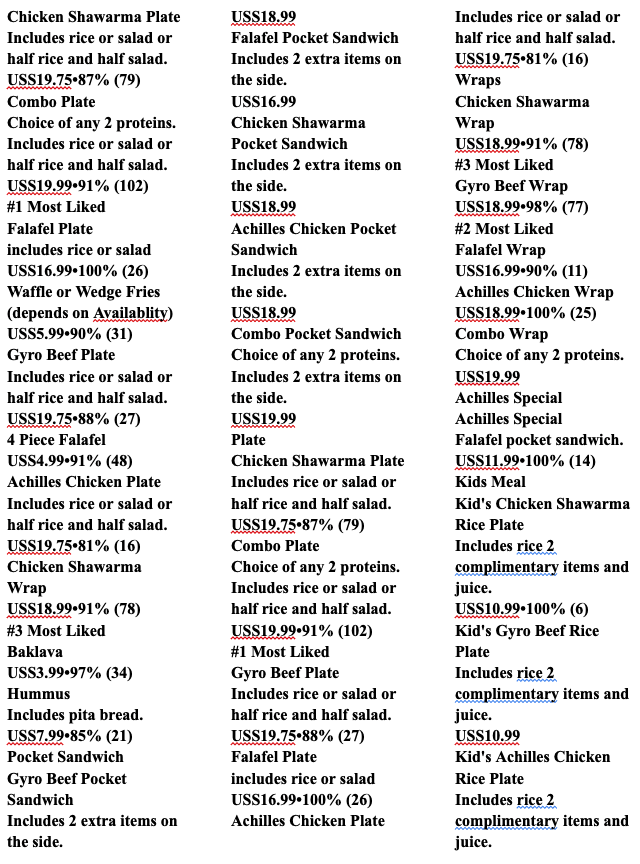 Chicken Shawarma Plate
Includes rice or salad or
half rice and half salad.
US$19.75•87% (79)
Combo Plate
Choice of any 2 proteins.
Includes rice or salad or
half rice and half salad.
US$19.99•91% (102)
#1 Most Liked
Falafel Plate
includes rice or salad
US$16.99•100% (26)
Waffle or Wedge Fries
(depends on Availablity)
US$5.99•90% (31)
Gyro Beef Plate
Includes rice or salad or
half rice and half salad.
US$19.75•88% (27)
4 Piece Falafel
US$4.99•91% (48)
Achilles Chicken Plate
Includes rice or salad or
half rice and half salad.
US$19.75•81% (16)
Chicken Shawarma
Wrap
US$18.99•91% (78)
#3 Most Liked
Baklava
US$3.99•97% (34)
Hummus
Includes pita bread.
US$7.99•85% (21)
Pocket Sandwich
Gyro Beef Pocket
Sandwich
Includes 2 extra items on
the side.
US$18.99
Falafel Pocket Sandwich
Includes 2 extra items on
the side.
US$16.99
Chicken Shawarma
Pocket Sandwich
Includes 2 extra items on
the side.
US$18.99
Achilles Chicken Pocket
Sandwich
Includes 2 extra items on
the side.
US$18.99
Combo Pocket Sandwich
Choice of any 2 proteins.
Includes 2 extra items on
the side.
US$19.99
Plate
Chicken Shawarma Plate
Includes rice or salad or
half rice and half salad.
US$19.75•87% (79)
Combo Plate
Choice of any 2 proteins.
Includes rice or salad or
half rice and half salad.
US$19.99•91% (102)
#1 Most Liked
Gyro Beef Plate
Includes rice or salad or
half rice and half salad.
US$19.75•88% (27)
Falafel Plate
includes rice or salad
US$16.99•100% (26)
Achilles Chicken Plate
Includes rice or salad or
half rice and half salad.
US$19.75•81% (16)
Wraps
Chicken Shawarma
Wrap
US$18.99•91% (78)
#3 Most Liked
Gyro Beef Wrap
US$18.99•98% (77)
#2 Most Liked
Falafel Wrap
US$16.99•90% (11)
Achilles Chicken Wrap
US$18.99•100% (25)
Combo Wrap
Choice of any 2 proteins.
US$19.99
Achilles Special
Achilles Special
Falafel pocket sandwich.
US$11.99•100% (14)
Kids Meal
Kid's Chicken Shawarma
Rice Plate
Includes rice 2
complimentary items and
juice.
US$10.99•100% (6)
Kid's Gyro Beef Rice
Plate
Includes rice 2
complimentary items and
juice.
US$10.99
Kid's Achilles Chicken
Rice Plate
Includes rice 2
complimentary items and
juice.